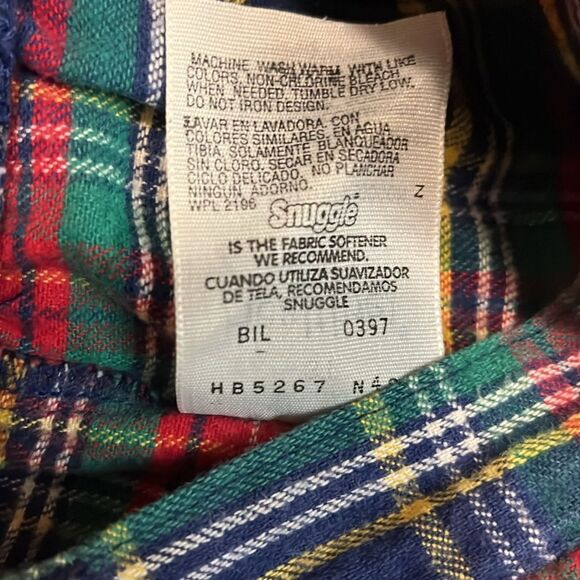 MACHINE WASH WARM WITH LIKE
COLORS. NON-CHLORINE BLEACH
WHEN NEEDED TUMBLE DRY LOW.
DO NOT IRON DESIGN.
LAVAR EN LAVADORA CON
COLORES SIMILARES, EN AGUA
TIBIA, SOLAMENTE BLANQUEADOR
SIN CLORO, SECAR EN SECADORA
CICLO DELICADO. NO PLANCHAR
NINGUN ADORNO.
WPL 2196
Z
Snuggle
IS THE FABRIC SOFTENER
WE RECOMMEND.
CUANDO UTILIZA SUAVIZADOR
DE TELA, RECOMENDAMOS
SNUGGLE
BIL 0397
HB5267